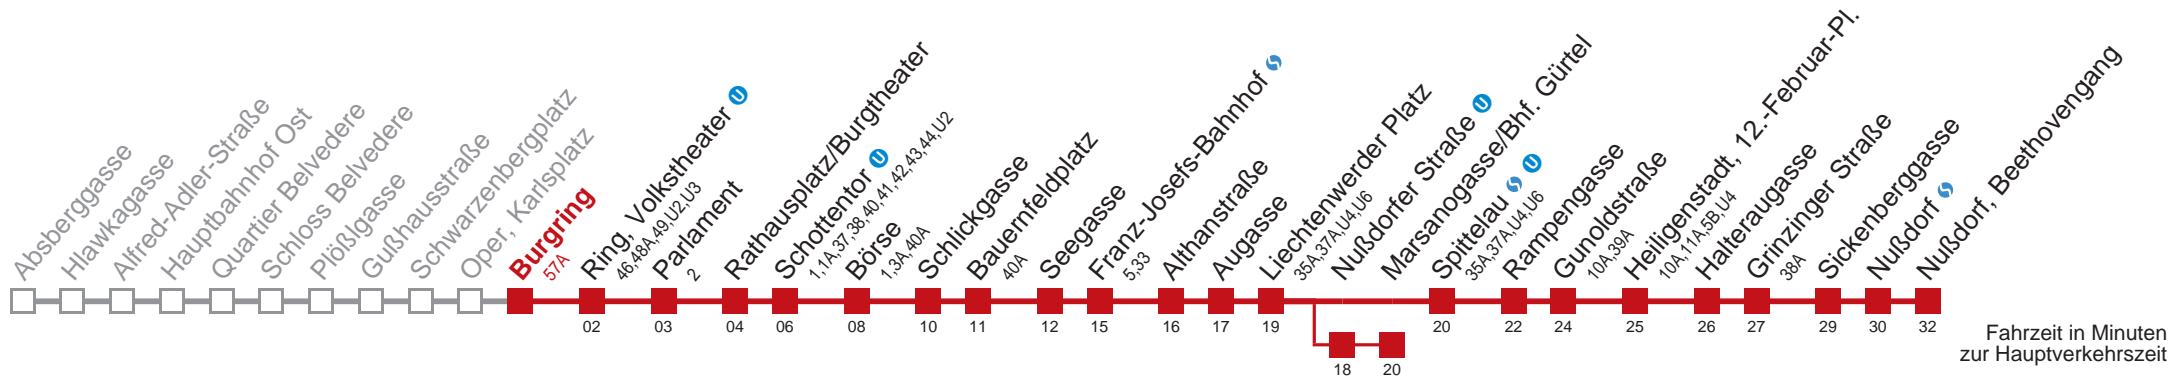 Absberggasse
Hlawkagasse
Alfred-Adler-Straße
Hauptbahnhof Ost
Quartier Belvedere
Schloss Belvedere
Plößlgasse
Gußhausstraße
Schwarzenbergplatz
Oper, Karlsplatz
Burgring
57A
Ring, Volkstheater U
46,48A,49,U2,U3
Parlament
2
Rathausplatz/Burgtheater
Schottentor U
1,1A,37,38,40,41,42,43,44,U2
Börse
1,3A,40A
Schlickgasse
Bauernfeldplatz
40A
Seegasse
Franz-Josefs-Bahnhof S
5,33
Althanstraße
Augasse
Liechtenwerder Platz
35A,37A,U4,U6
Nußdorfer Straße U
Marsanogasse/Bhf. Gürtel
Spittelau S U
35A,37A,U4,U6
Rampengasse
Gunoldstraße
10A,39A
Heiligenstadt, 12.-Februar-Pl.
10A,11A,5B,U4
Halteraugasse
Grinzinger Straße
38A
Sickenberggasse
Nußdorf S
Nußdorf, Beethovengang
02 03 04 06 08 10 11 12 15 16 17 19 20 22 24 25 26 27 29 30 32
18 20
Fahrzeit in Minuten
zur Hauptverkehrszeit